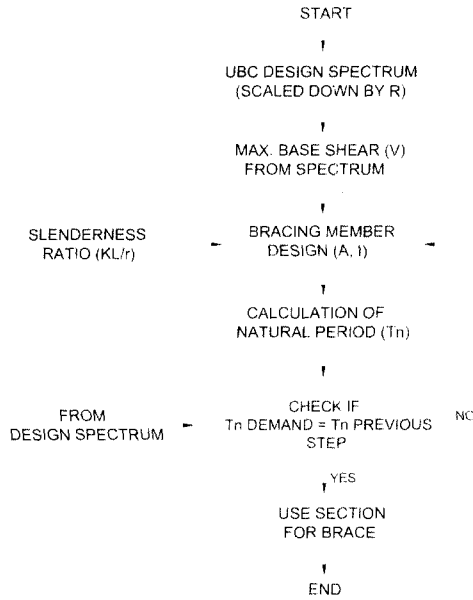 START
UBC DESIGN SPECTRUM
(SCALED DOWN BY R)
MAX. BASE SHEAR (V)
FROM SPECTRUM
SLENDERNESS
RATIO (KL/r)
BRACING MEMBER
DESIGN (A, I)
CALCULATION OF
NATURAL PERIOD (Tn)
FROM
DESIGN SPECTRUM
CHECK IF
Tn DEMAND = Tn PREVIOUS
STEP
NO
YES
USE SECTION
FOR BRACE
END